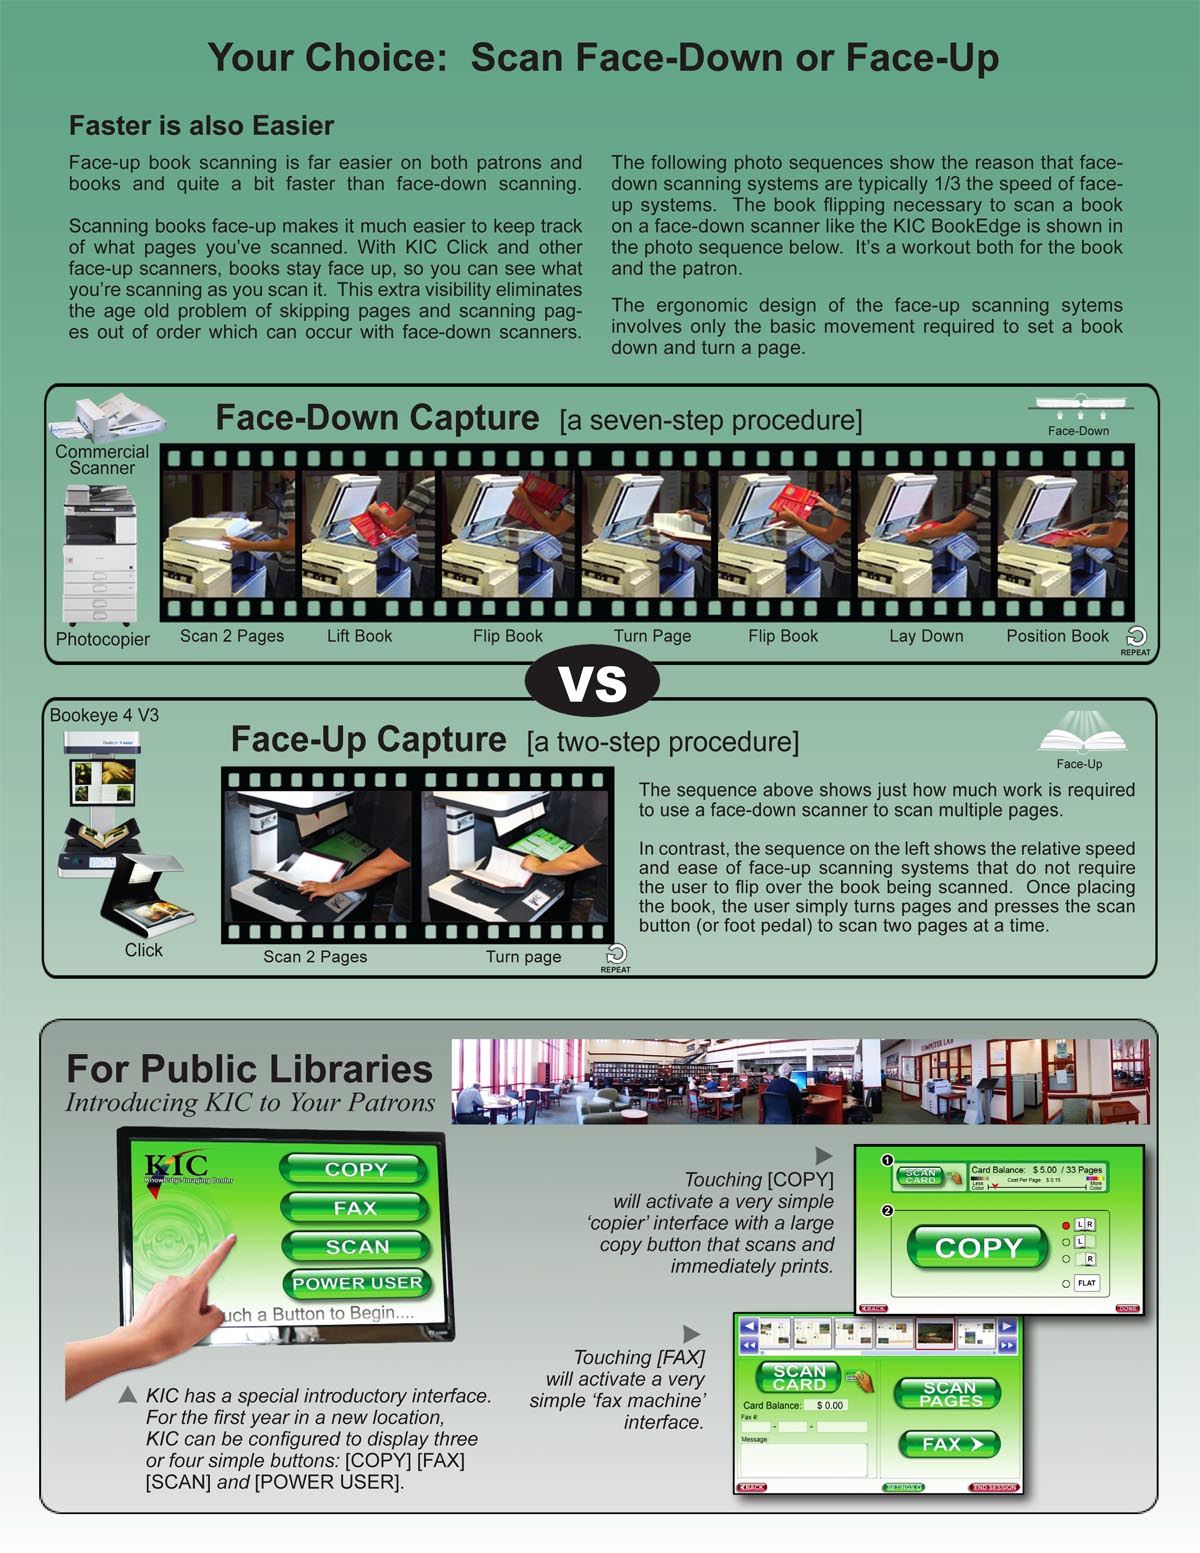 Your Choice: Scan Face-Down or Face-Up
Faster is also Easier
Face-up book scanning is far easier on both patrons and
books and quite a bit faster than face-down scanning.
Scanning books face-up makes it much easier to keep track
of what pages you've scanned. With KIC Click and other
face-up scanners, books stay face up, so you can see what
you're scanning as you scan it. This extra visibility eliminates
the age old problem of skipping pages and scanning pag-
es out of order which can occur with face-down scanners.
The following photo sequences show the reason that face-
down scanning systems are typically 1/3 the speed of face-
up systems. The book flipping necessary to scan a book
on a face-down scanner like the KIC BookEdge is shown in
the photo sequence below. It's a workout both for the book
and the patron.
The ergonomic design of the face-up scanning sytems
involves only the basic movement required to set a book
down and turn a page.
Face-Down Capture [a seven-step procedure]
Face-Down
Commercial
Scanner
Photocopier
Scan 2 Pages
Lift Book
Flip Book
Turn Page
Flip Book
Lay Down
Position Book
REPEAT
VS
Bookeye 4 V3
Face-Up Capture [a two-step procedure]
Face-Up
Click
KIC
KIC
Scan 2 Pages
Turn page
REPEAT
The sequence above shows just how much work is required
to use a face-down scanner to scan multiple pages.
In contrast, the sequence on the left shows the relative speed
and ease of face-up scanning systems that do not require
the user to flip over the book being scanned. Once placing
the book, the user simply turns pages and presses the scan
button (or foot pedal) to scan two pages at a time.
For Public Libraries
Introducing KIC to Your Patrons
COMPUTER LAB
KIC
Knowledge Imaging Center
COPY
FAX
SCAN
POWER USER
uch a Button to Begin....
KIC has a special introductory interface.
For the first year in a new location,
KIC can be configured to display three
or four simple buttons: [COPY] [FAX]
[SCAN] and [POWER USER].
Touching [COPY]
will activate a very simple
'copier' interface with a large
copy button that scans and
immediately prints.
1
SCAN
CARD
Card Balance: $ 5.00 / 33 Pages
Cost Per Page: $ 0.15
Less
Color
More
Color
2
COPY
L R
L
R
FLAT
BACK
DONE
Touching [FAX]
will activate a very
simple 'fax machine'
interface.
SCAN
CARD
Card Balance: $ 0.00
Fax #:
Message:
SCAN
PAGES
FAX
BACK
SETINGS
END SESSION